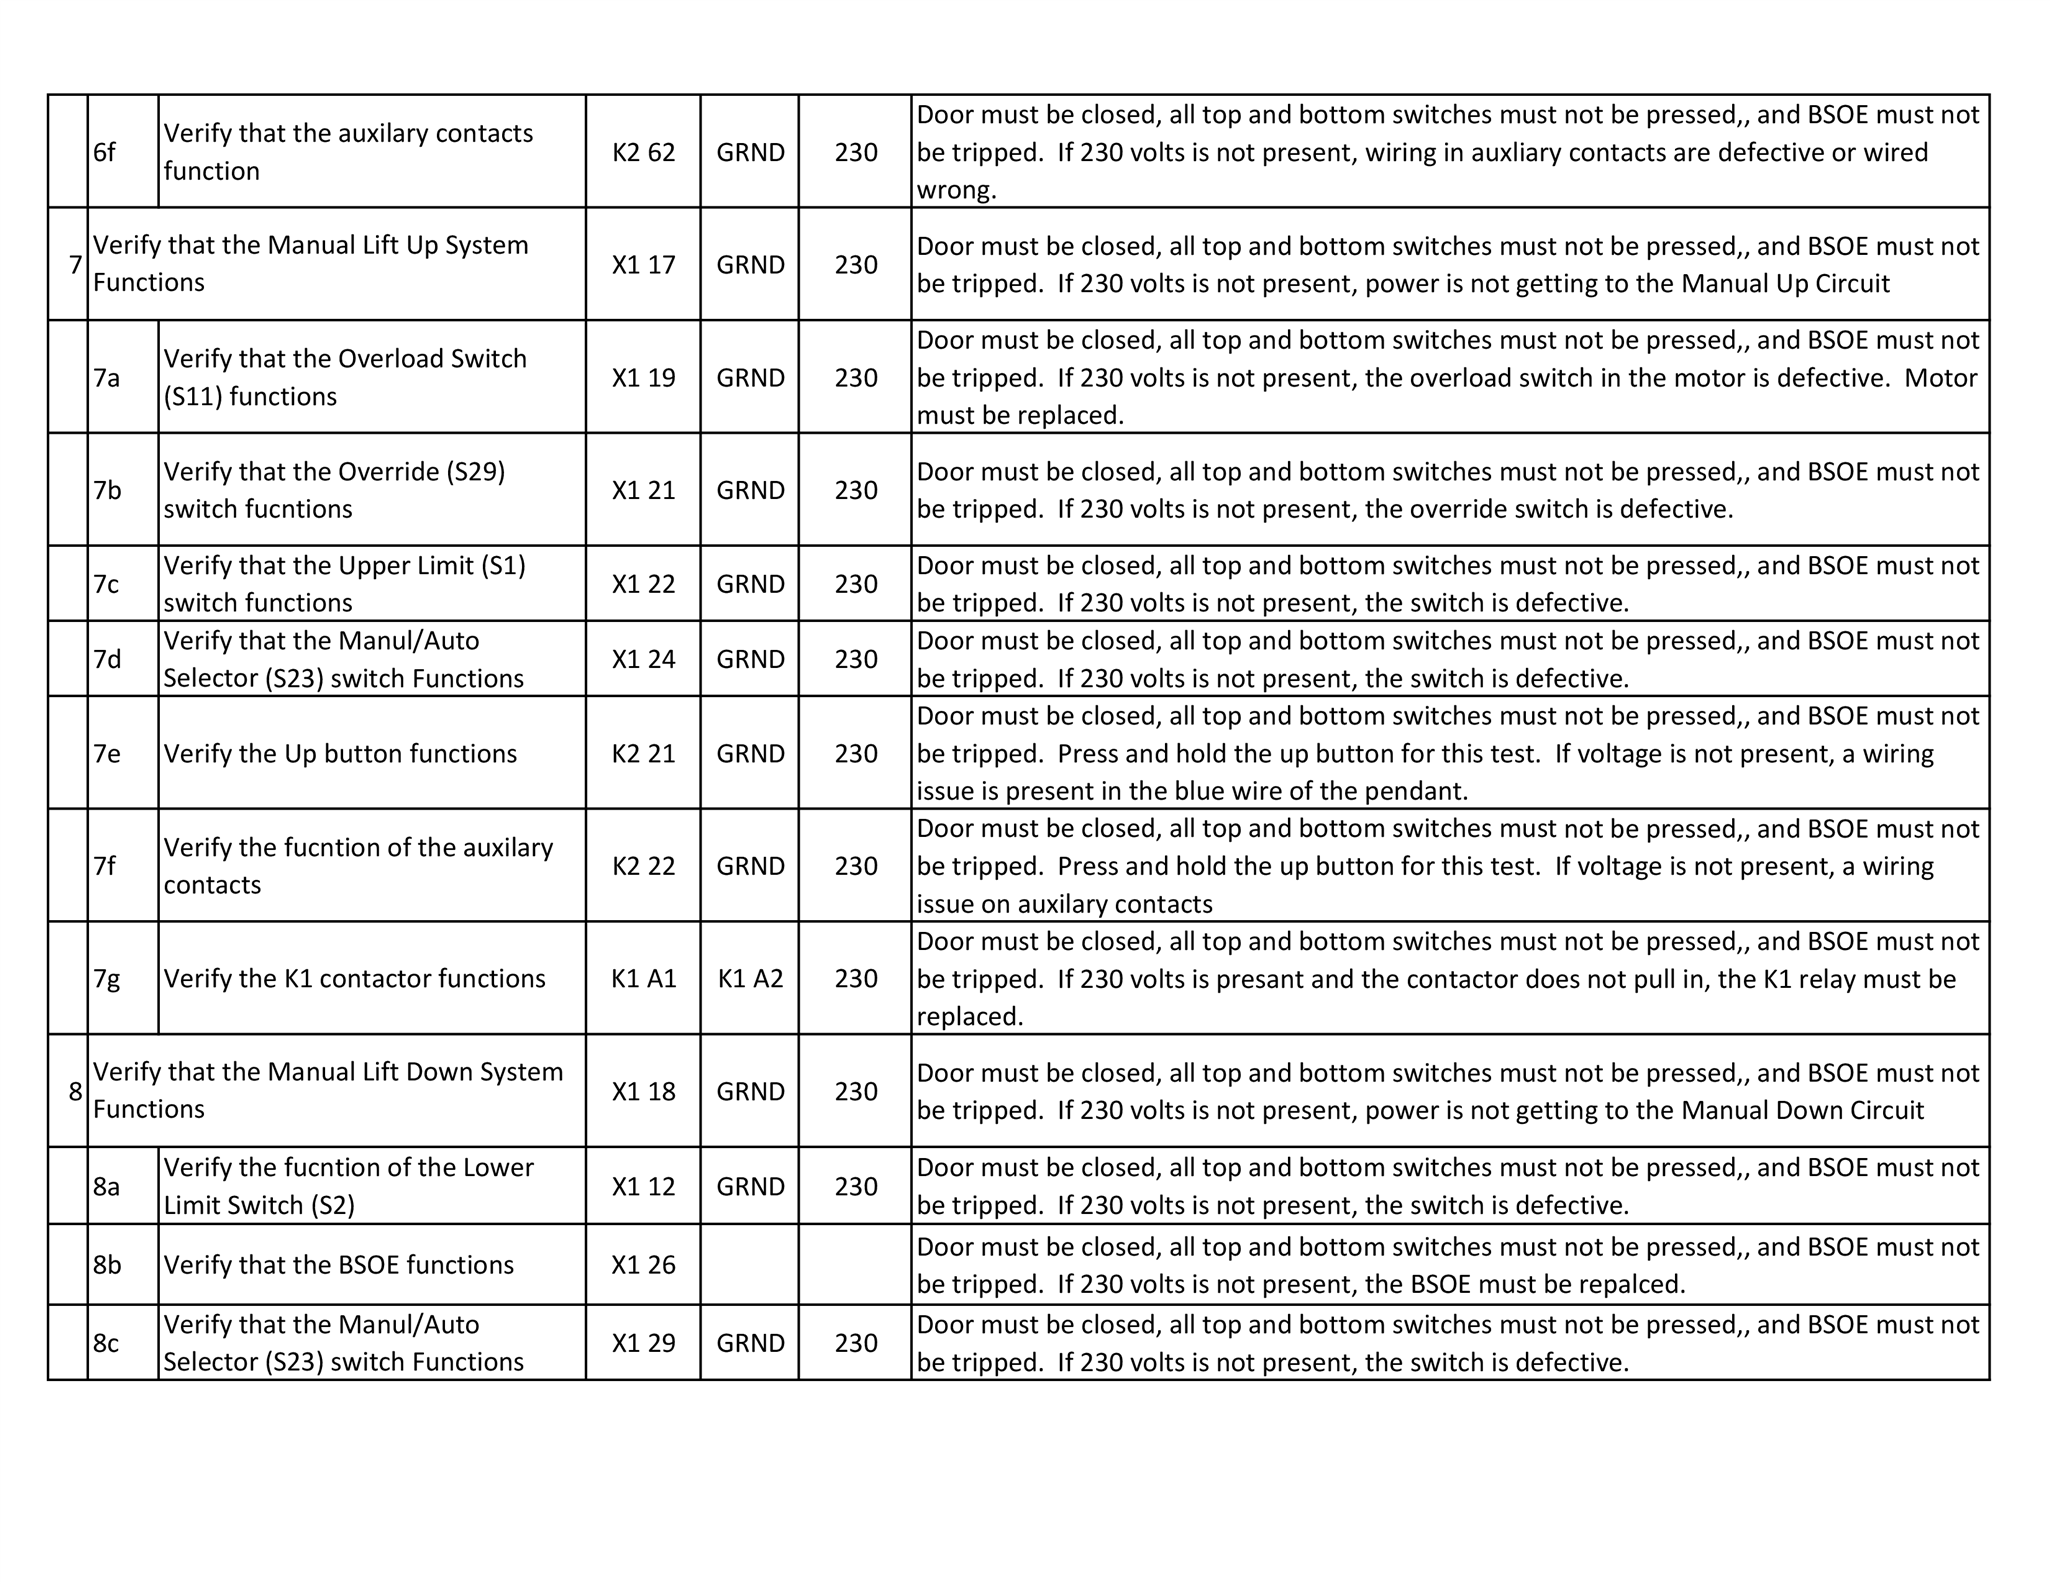 6f
Verify that the auxilary contacts
function
K2 62
GRND
230
Door must be closed, all top and bottom switches must not be pressed,, and BSOE must not
be tripped.  If 230 volts is not present, wiring in auxliary contacts are defective or wired
wrong.
7
Verify that the Manual Lift Up System
Functions
X1 17
GRND
230
Door must be closed, all top and bottom switches must not be pressed,, and BSOE must not
be tripped.  If 230 volts is not present, power is not getting to the Manual Up Circuit
7a
Verify that the Overload Switch
(S11) functions
X1 19
GRND
230
Door must be closed, all top and bottom switches must not be pressed,, and BSOE must not
be tripped.  If 230 volts is not present, the overload switch in the motor is defective.  Motor
must be replaced.
7b
Verify that the Override (S29)
switch fucntions
X1 21
GRND
230
Door must be closed, all top and bottom switches must not be pressed,, and BSOE must not
be tripped.  If 230 volts is not present, the override switch is defective.
7c
Verify that the Upper Limit (S1)
switch functions
X1 22
GRND
230
Door must be closed, all top and bottom switches must not be pressed,, and BSOE must not
be tripped.  If 230 volts is not present, the switch is defective.
7d
Verify that the Manul/Auto
Selector (S23) switch Functions
X1 24
GRND
230
Door must be closed, all top and bottom switches must not be pressed,, and BSOE must not
be tripped.  If 230 volts is not present, the switch is defective.
7e
Verify the Up button functions
K2 21
GRND
230
Door must be closed, all top and bottom switches must not be pressed,, and BSOE must not
be tripped.  Press and hold the up button for this test.  If voltage is not present, a wiring
issue is present in the blue wire of the pendant.
7f
Verify the fucntion of the auxilary
contacts
K2 22
GRND
230
Door must be closed, all top and bottom switches must not be pressed,, and BSOE must not
be tripped.  Press and hold the up button for this test.  If voltage is not present, a wiring
issue on auxilary contacts
7g
Verify the K1 contactor functions
K1 A1
K1 A2
230
Door must be closed, all top and bottom switches must not be pressed,, and BSOE must not
be tripped.  If 230 volts is presant and the contactor does not pull in, the K1 relay must be
replaced.
8
Verify that the Manual Lift Down System
Functions
X1 18
GRND
230
Door must be closed, all top and bottom switches must not be pressed,, and BSOE must not
be tripped.  If 230 volts is not present, power is not getting to the Manual Down Circuit
8a
Verify the fucntion of the Lower
Limit Switch (S2)
X1 12
GRND
230
Door must be closed, all top and bottom switches must not be pressed,, and BSOE must not
be tripped.  If 230 volts is not present, the switch is defective.
8b
Verify that the BSOE functions
X1 26
Door must be closed, all top and bottom switches must not be pressed,, and BSOE must not
be tripped.  If 230 volts is not present, the BSOE must be repalced.
8c
Verify that the Manul/Auto
Selector (S23) switch Functions
X1 29
GRND
230
Door must be closed, all top and bottom switches must not be pressed,, and BSOE must not
be tripped.  If 230 volts is not present, the switch is defective.